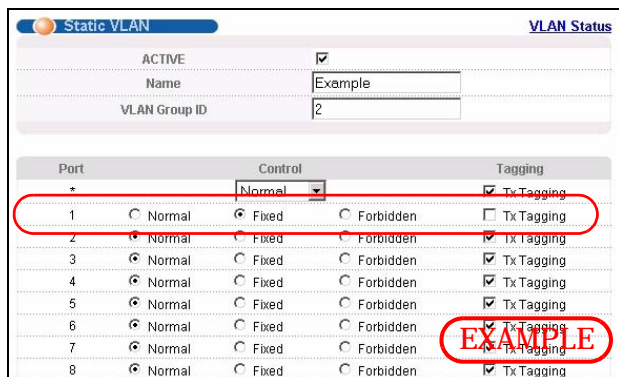 Static VLAN VLAN Status
ACTIVE
Name Example
VLAN Group ID 2
Port Control Tagging
* Normal Tx Tagging
1 Normal Fixed Forbidden Tx Tagging
2 Normal Fixed Forbidden Tx Tagging
3 Normal Fixed Forbidden Tx Tagging
4 Normal Fixed Forbidden Tx Tagging
5 Normal Fixed Forbidden Tx Tagging
6 Normal Fixed Forbidden Tx Tagging
EXAMPLE
7 Normal Fixed Forbidden Tx Tagging
8 Normal Fixed Forbidden Tx Tagging